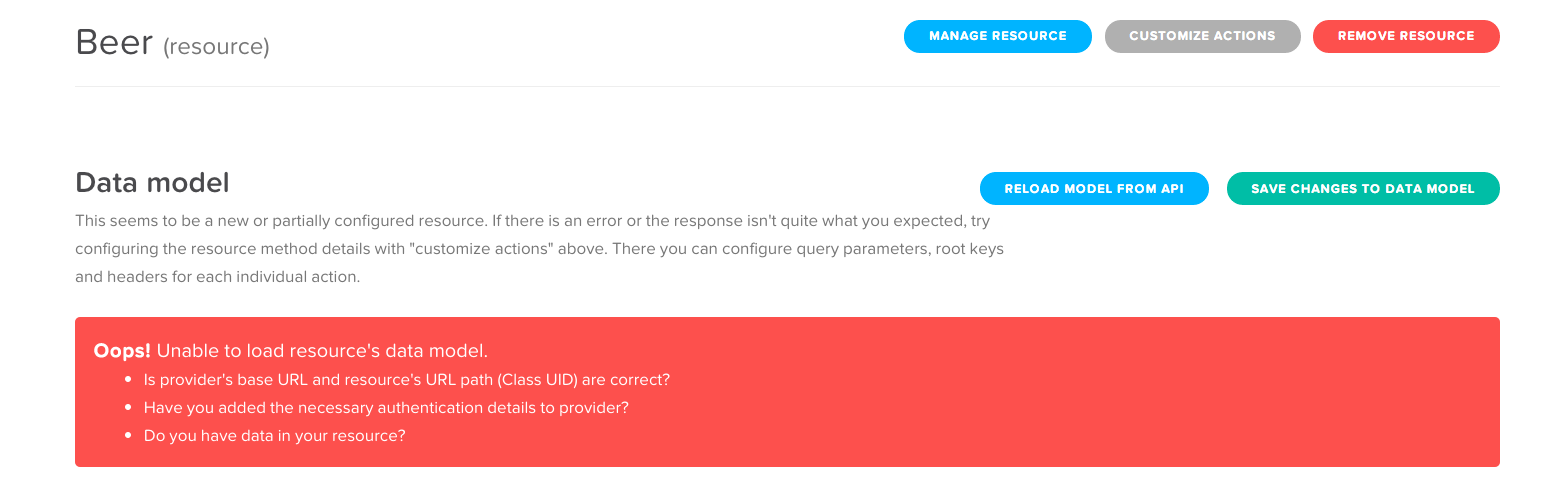 Beer (resource)
MANAGE RESOURCE
CUSTOMIZE ACTIONS
REMOVE RESOURCE
Data model
RELOAD MODEL FROM API
SAVE CHANGES TO DATA MODEL
This seems to be a new or partially configured resource. If there is an error or the response isn't quite what you expected, try
configuring the resource method details with "customize actions" above. There you can configure query parameters, root keys
and headers for each individual action.
Oops! Unable to load resource's data model.
Is provider's base URL and resource's URL path (Class UID) are correct?
Have you added the necessary authentication details to provider?
Do you have data in your resource?